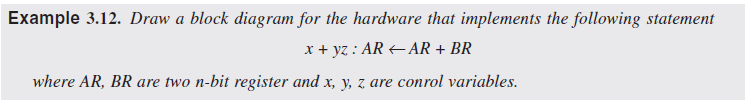 Example 3.12. Draw a block diagram for the hardware that implements the following statement
x + yz : AR ← AR + BR
where AR, BR are two n-bit register and x, y, z are conrol variables.